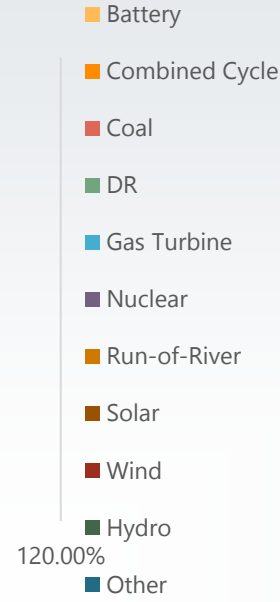 Battery
Combined Cycle
Coal
DR
Gas Turbine
Nuclear
Run-of-River
Solar
Wind
Hydro
120.00%
Other